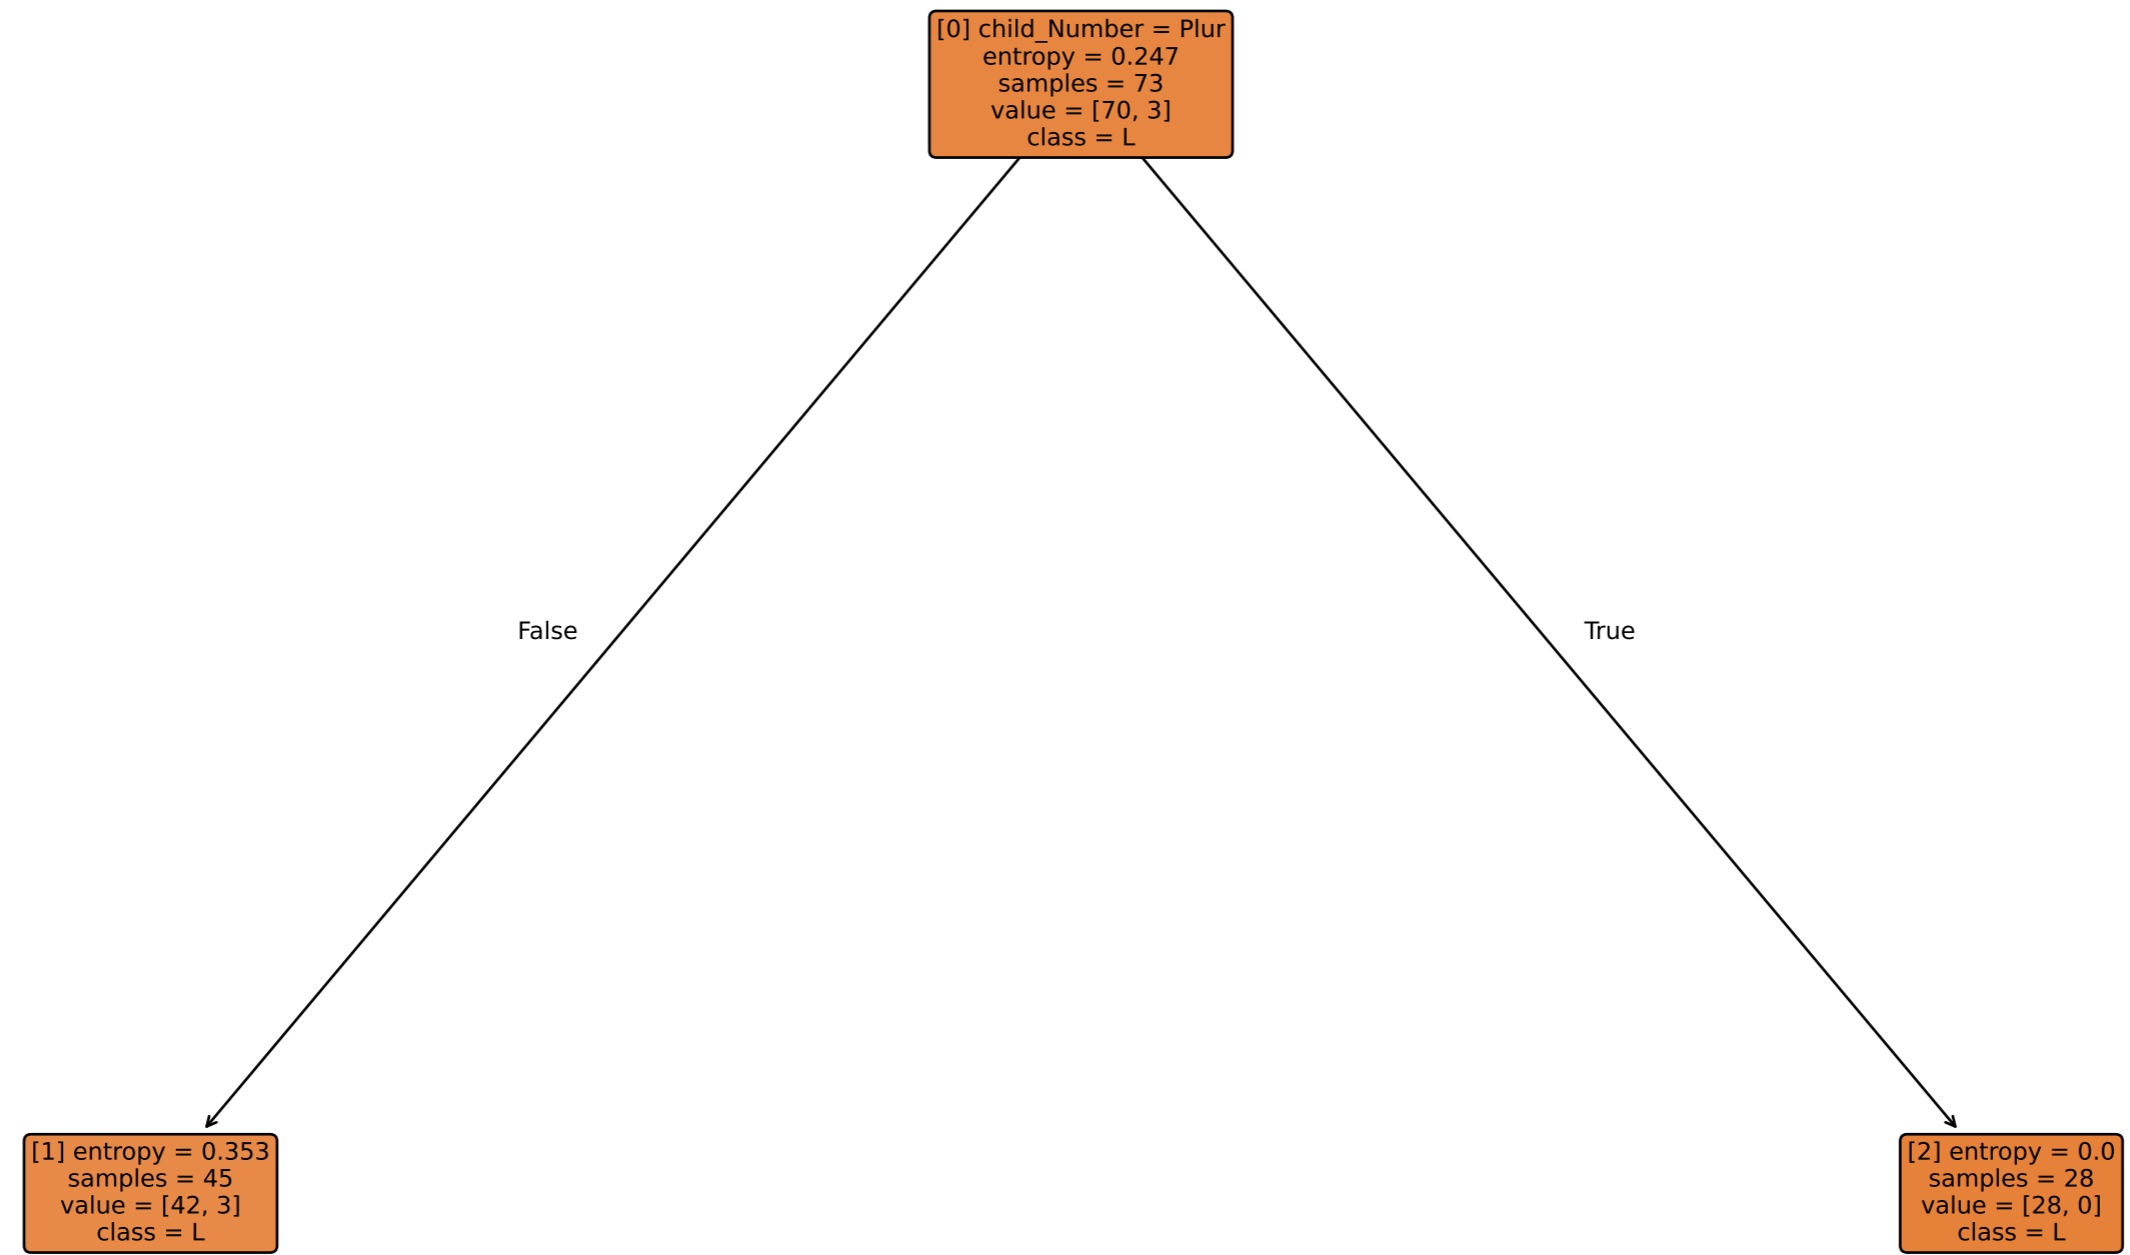 [0] child_Number = Plur
entropy = 0.247
samples = 73
value = [70, 3]
class = L
False
True
[1] entropy = 0.353
samples = 45
value = [42, 3]
class = L
[2] entropy = 0.0
samples = 28
value = [28, 0]
class = L